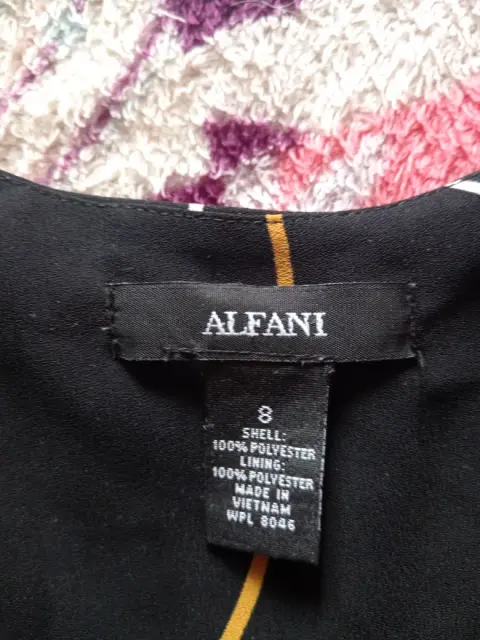 ALFANI
8
SHELL:
100% POLYESTER
LINING:
100% POLYESTER
MADE IN
VIETNAM
WPL 8046